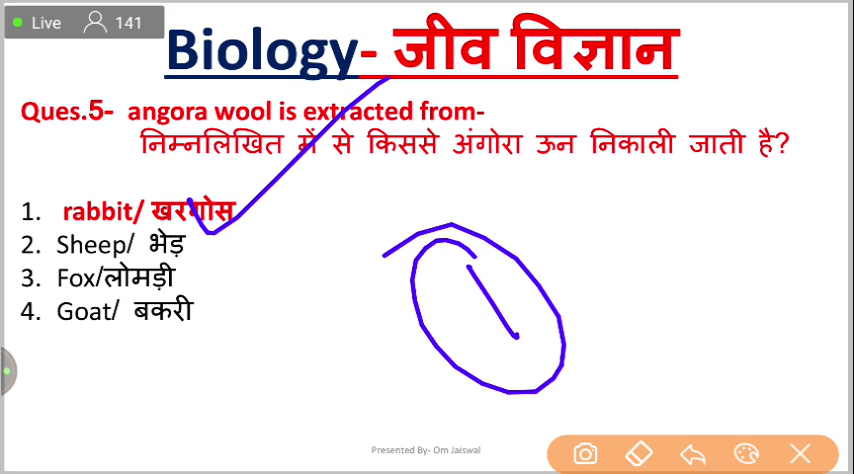 Live 141
Biology- जीव विज्ञान
Ques.5- angora wool is extracted from-
निम्नलिखित में से किससे अंगोरा ऊन निकाली जाती है?
1. rabbit/ खरगोस
2. Sheep/ भेड़
3. Fox/लोमड़ी
4. Goat/ बकरी
Presented By- Om Jaiswal